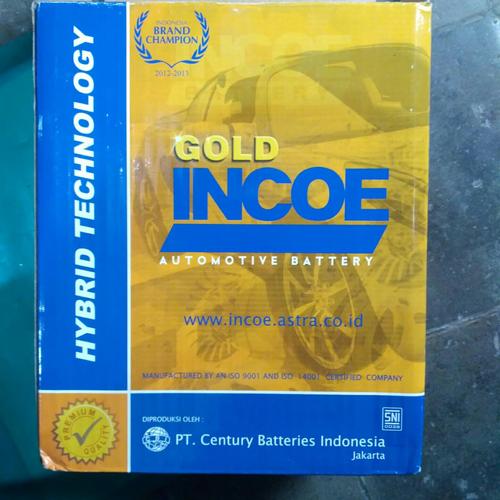 INDONESIA
BRAND
CHAMPION
2012-2013
HYBRID TECHNOLOGY
GOLD
INCOE
AUTOMOTIVE BATTERY
www.incoe.astra.co.id
MANUFACTURED BY AN ISO 9001 AND ISO 14001 CERTIFIED COMPANY
PREMIUM
QUALITY
DIPRODUKSI OLEH :
PT. Century Batteries Indonesia
Jakarta
SNI